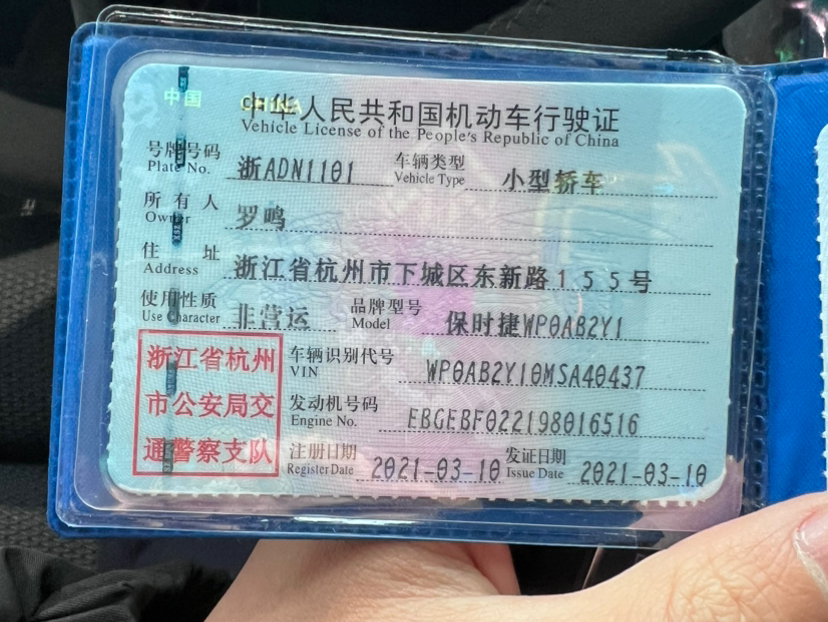 中国 CHINA
中华人民共和国机动车行驶证
Vehicle License of the People's Republic of China
号牌号码 浙ADN1101 车辆类型 小型轿车
Plate No. Vehicle Type
所有人 罗鸣
Owner
住址 浙江省杭州市下城区东新路155号
Address
使用性质 非营运 品牌型号 保时捷WP0AB2Y1
Use Character Model
浙江省杭州
市公安局交
通警察支队
车辆识别代号 WP0AB2Y10MSA40437
VIN
发动机号码 EBGEBF022198016516
Engine No.
注册日期 2021-03-10 发证日期 2021-03-10
Register Date Issue Date